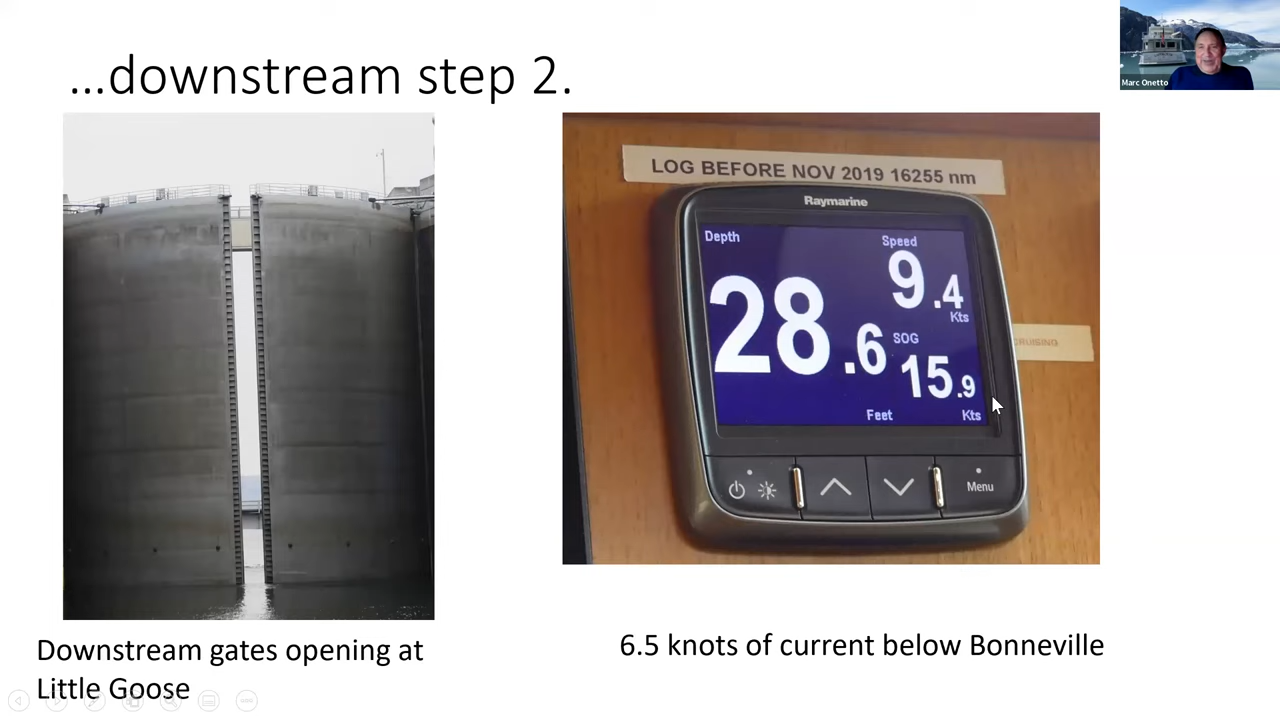 ...downstream step 2.
Marc Onetto
LOG BEFORE NOV 2019 16255 nm
Raymarine
Depth
Speed
9.4
Kts
28.6
SOG
15.9
Feet
Kts
CRUISING
Menu
Downstream gates opening at
Little Goose
6.5 knots of current below Bonneville